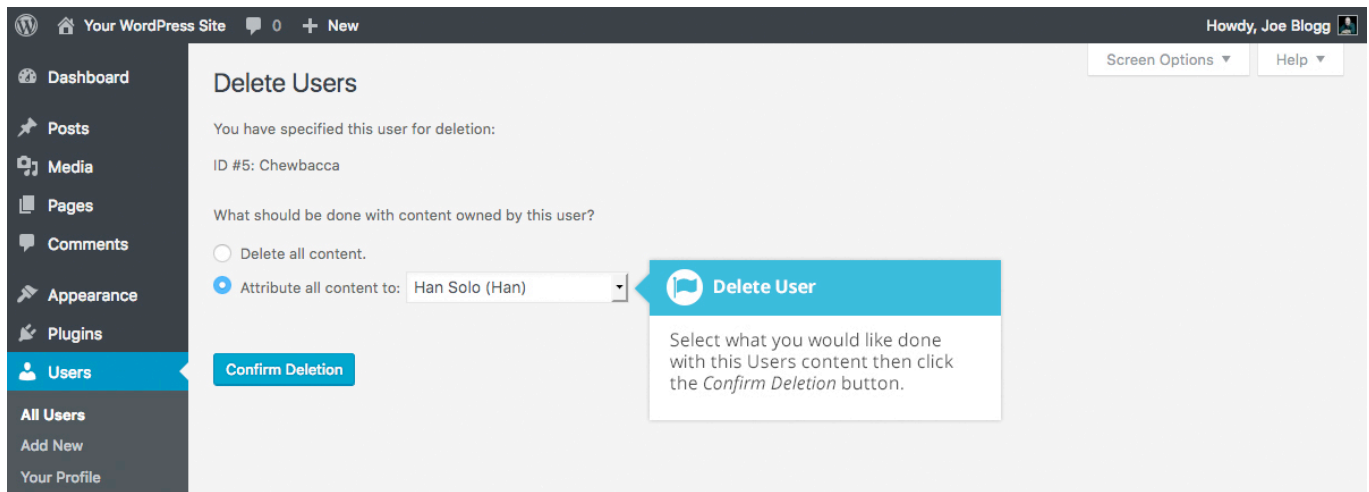 Your WordPress Site 0 New Howdy, Joe Blogg
Screen Options Help
Dashboard
Posts
Media
Pages
Comments
Appearance
Plugins
Users
All Users
Add New
Your Profile
Delete Users
You have specified this user for deletion:
ID #5: Chewbacca
What should be done with content owned by this user?
Delete all content.
Attribute all content to: Han Solo (Han)
Confirm Deletion
Delete User
Select what you would like done
with this Users content then click
the Confirm Deletion button.